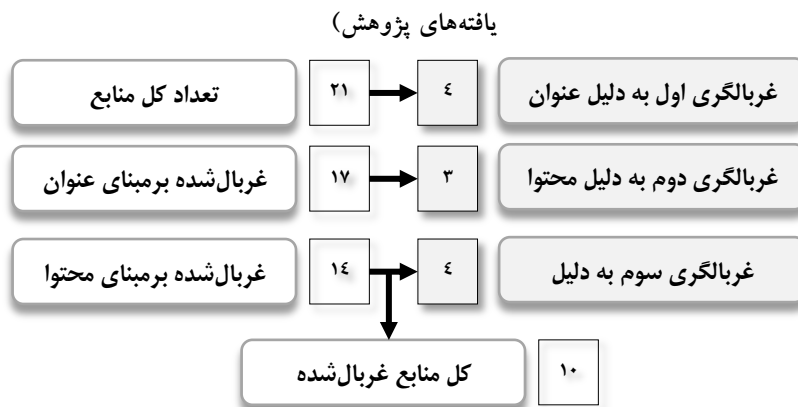 یافته‌های پژوهش)
غربالگری اول به دلیل عنوان
٤
۲۱
تعداد کل منابع
غربالگری دوم به دلیل محتوا
۳
۱۷
غربال‌شده برمبنای عنوان
غربالگری سوم به دلیل
٤
۱٤
غربال‌شده برمبنای محتوا
۱۰
کل منابع غربال‌شده